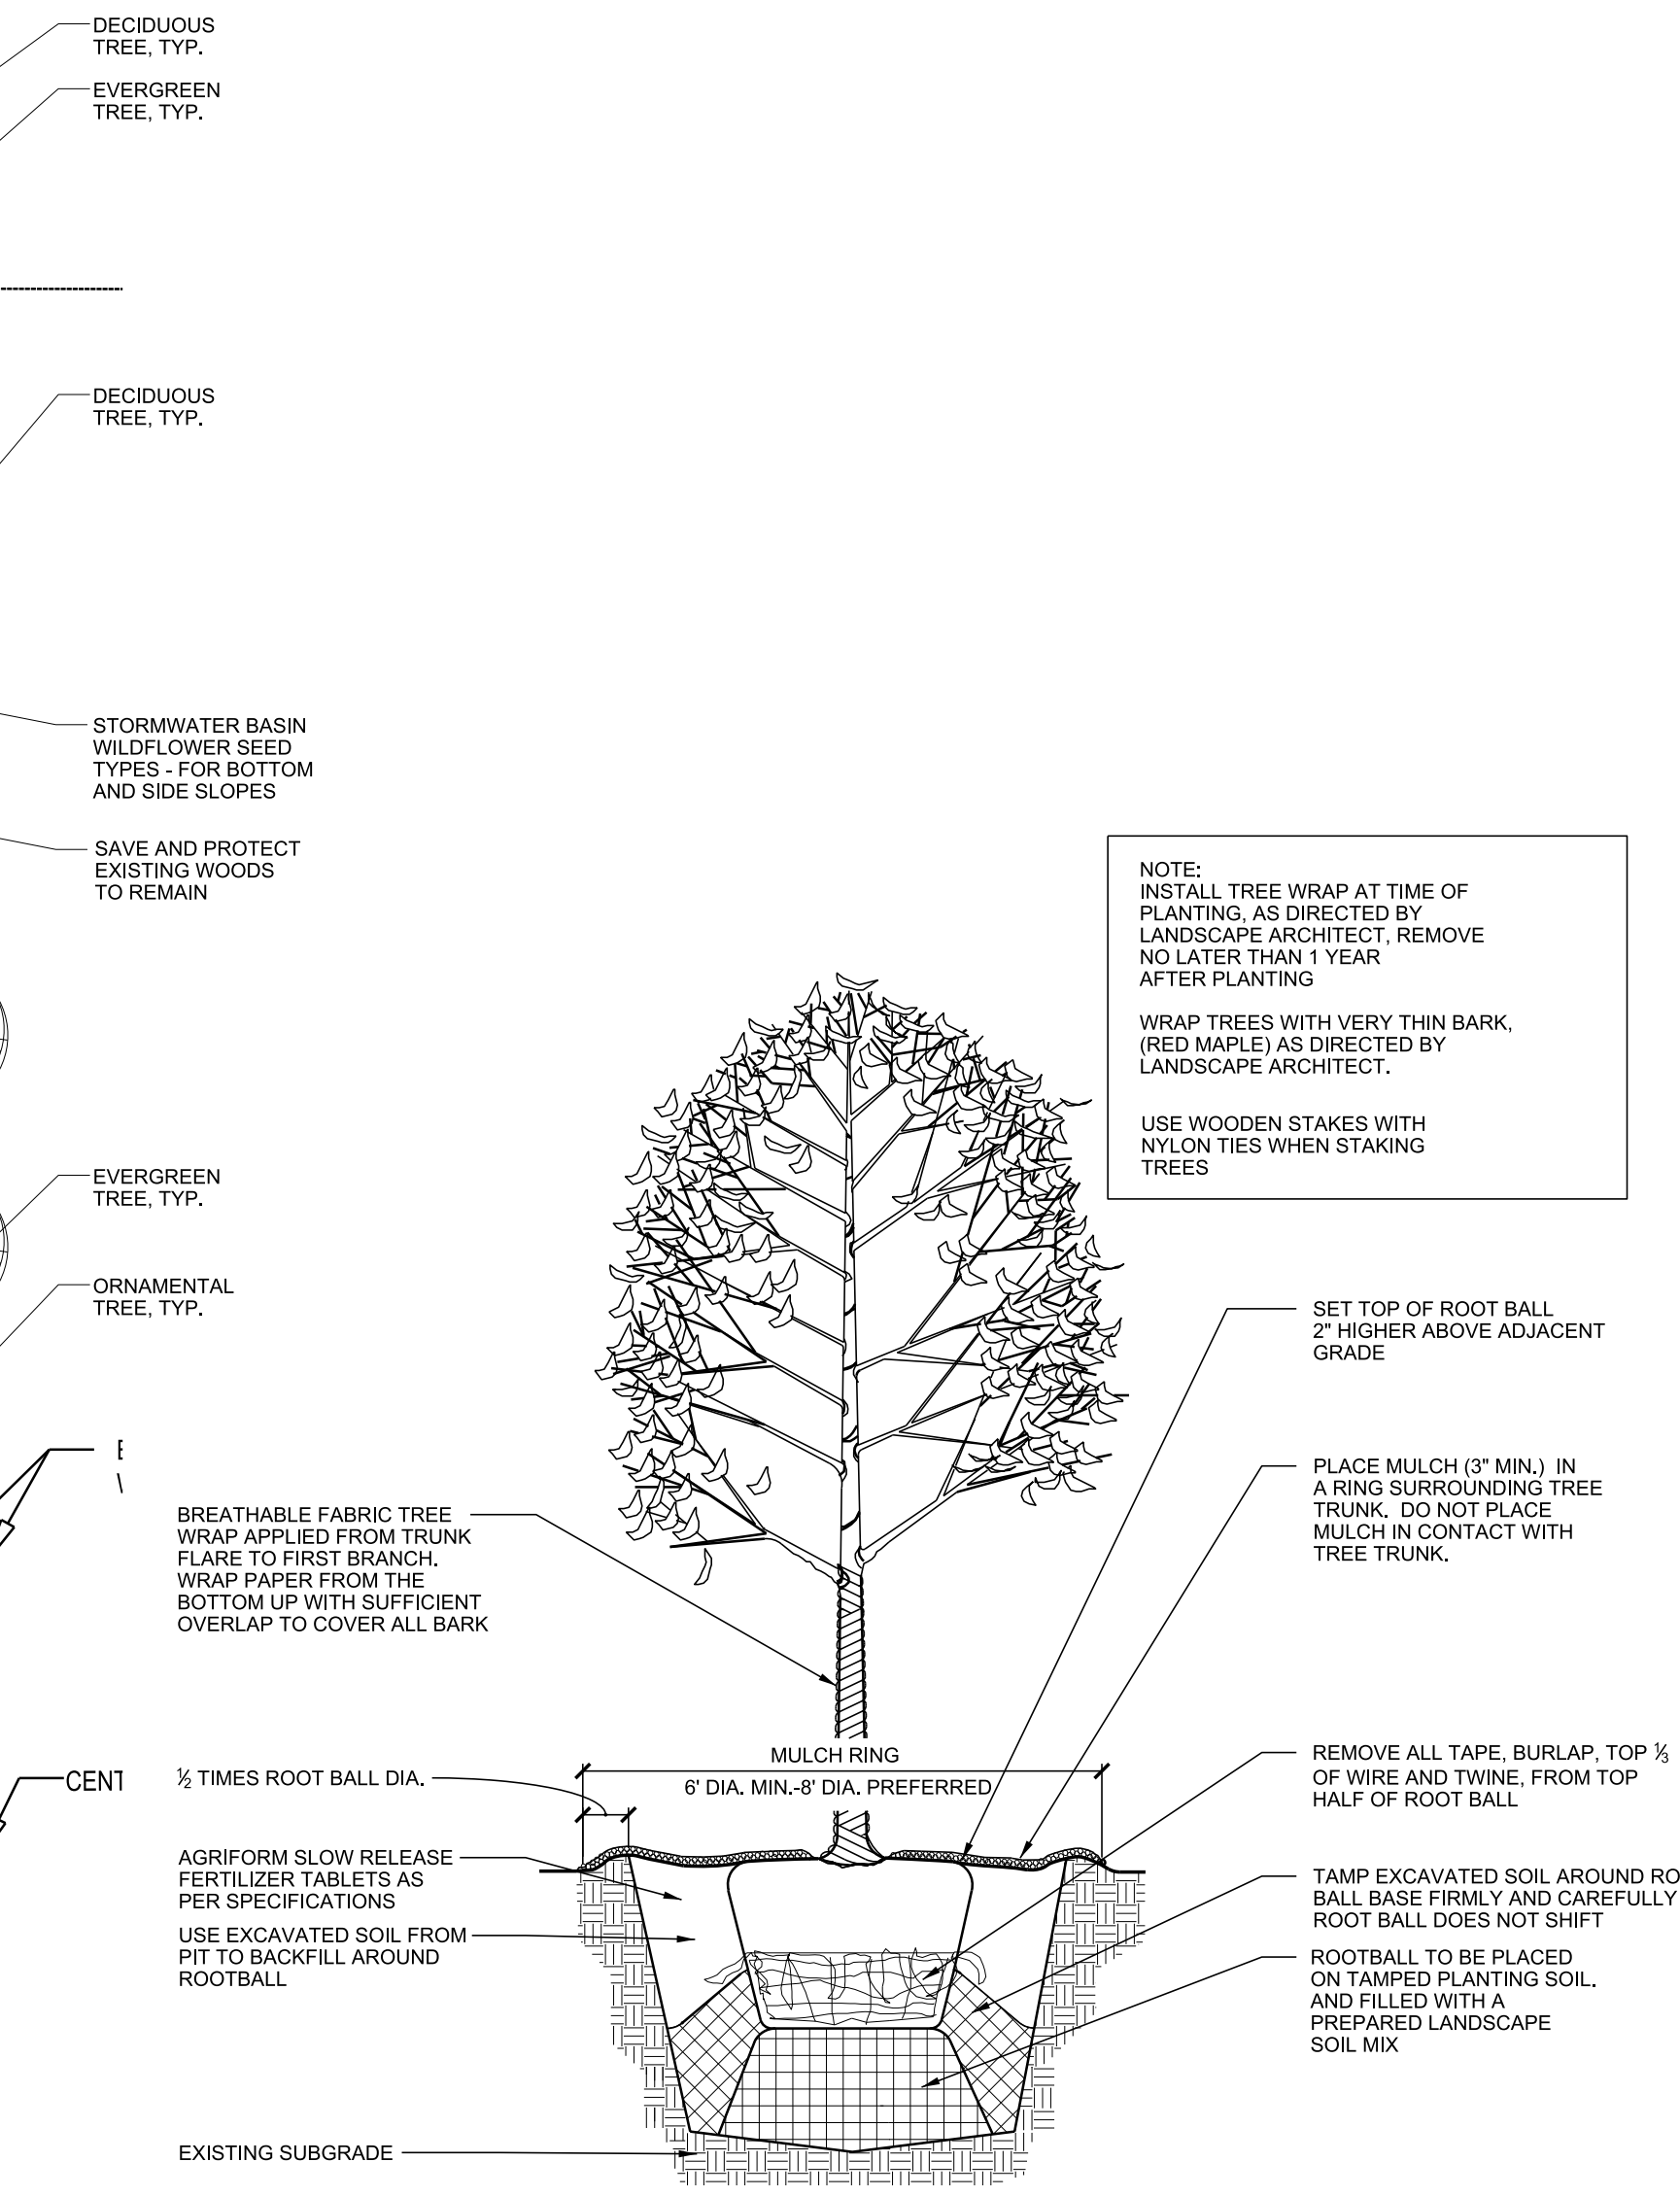 DECIDUOUS
TREE, TYP.
EVERGREEN
TREE, TYP.
DECIDUOUS
TREE, TYP.
STORMWATER BASIN
WILDFLOWER SEED
TYPES - FOR BOTTOM
AND SIDE SLOPES
SAVE AND PROTECT
EXISTING WOODS
TO REMAIN
EVERGREEN
TREE, TYP.
ORNAMENTAL
TREE, TYP.
CENT
NOTE:
INSTALL TREE WRAP AT TIME OF
PLANTING, AS DIRECTED BY
LANDSCAPE ARCHITECT, REMOVE
NO LATER THAN 1 YEAR
AFTER PLANTING
WRAP TREES WITH VERY THIN BARK,
(RED MAPLE) AS DIRECTED BY
LANDSCAPE ARCHITECT.
USE WOODEN STAKES WITH
NYLON TIES WHEN STAKING
TREES
BREATHABLE FABRIC TREE
WRAP APPLIED FROM TRUNK
FLARE TO FIRST BRANCH.
WRAP PAPER FROM THE
BOTTOM UP WITH SUFFICIENT
OVERLAP TO COVER ALL BARK
½ TIMES ROOT BALL DIA.
AGRIFORM SLOW RELEASE
FERTILIZER TABLETS AS
PER SPECIFICATIONS
USE EXCAVATED SOIL FROM
PIT TO BACKFILL AROUND
ROOTBALL
EXISTING SUBGRADE
MULCH RING
6' DIA. MIN.-8' DIA. PREFERRED
SET TOP OF ROOT BALL
2" HIGHER ABOVE ADJACENT
GRADE
PLACE MULCH (3" MIN.) IN
A RING SURROUNDING TREE
TRUNK. DO NOT PLACE
MULCH IN CONTACT WITH
TREE TRUNK.
REMOVE ALL TAPE, BURLAP, TOP ⅓
OF WIRE AND TWINE, FROM TOP
HALF OF ROOT BALL
TAMP EXCAVATED SOIL AROUND RO
BALL BASE FIRMLY AND CAREFULLY
ROOT BALL DOES NOT SHIFT
ROOTBALL TO BE PLACED
ON TAMPED PLANTING SOIL.
AND FILLED WITH A
PREPARED LANDSCAPE
SOIL MIX